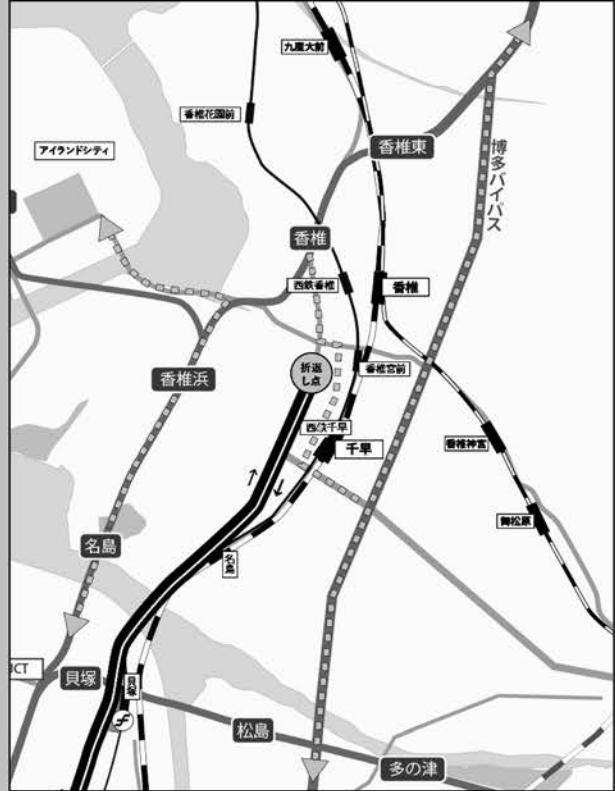 九産大前
香椎花園前
アイランドシティ
香椎東
博多バイパス
香椎
西鉄香椎
香椎
折返
し点
香椎宮前
香椎浜
西鉄千早
千早
香椎神宮
舞松原
名島
名島
JCT
貝塚
貝塚
松島
多の津